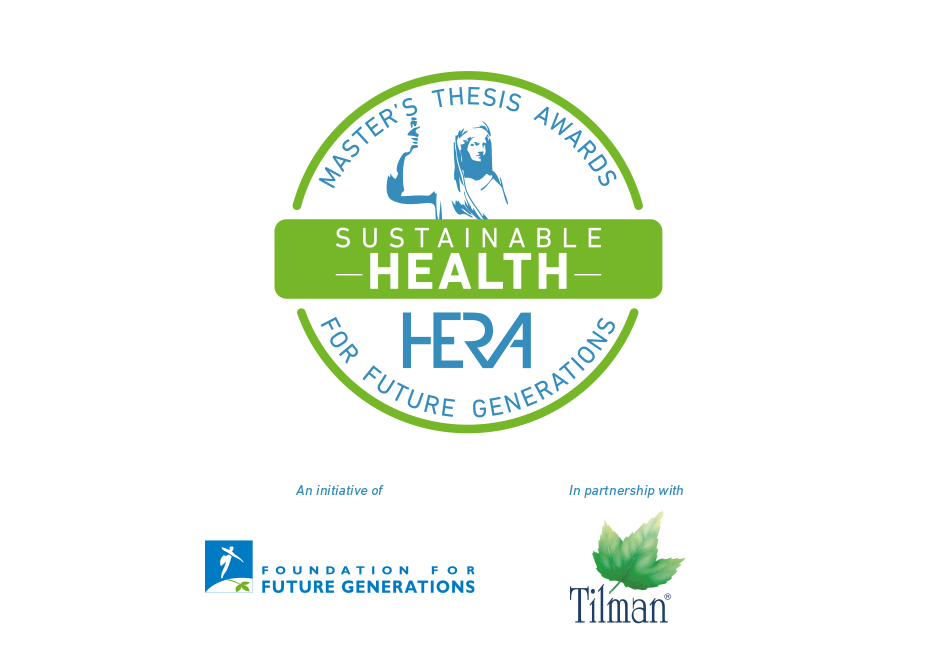 MASTER'S THESIS AWARDS
SUSTAINABLE
HEALTH
HERA
FOR FUTURE GENERATIONS
An initiative of
In partnership with
FOUNDATION FOR
FUTURE GENERATIONS
Tilman®